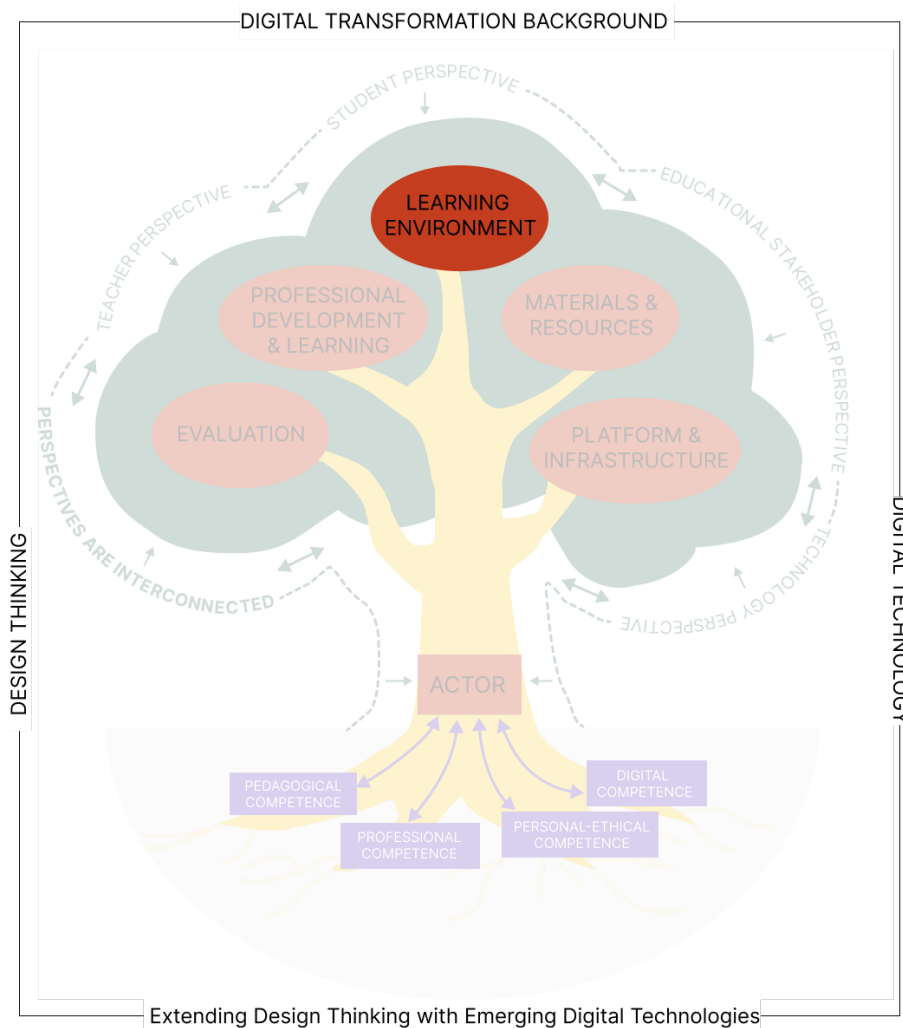 DIGITAL TRANSFORMATION BACKGROUND
STUDENT PERSPECTIVE
TEACHER PERSPECTIVE
EDUCATIONAL STAKEHOLDER PERSPECTIVE
LEARNING
ENVIRONMENT
PROFESSIONAL
DEVELOPMENT
& LEARNING
MATERIALS &
RESOURCES
EVALUATION
PLATFORM &
INFRASTRUCTURE
PERSPECTIVES ARE INTERCONNECTED
TECHNOLOGY PERSPECTIVE
DESIGN THINKING
DIGITAL TECHNOLOGY
ACTOR
PEDAGOGICAL
COMPETENCE
PROFESSIONAL
COMPETENCE
PERSONAL-ETHICAL
COMPETENCE
DIGITAL
COMPETENCE
Extending Design Thinking with Emerging Digital Technologies